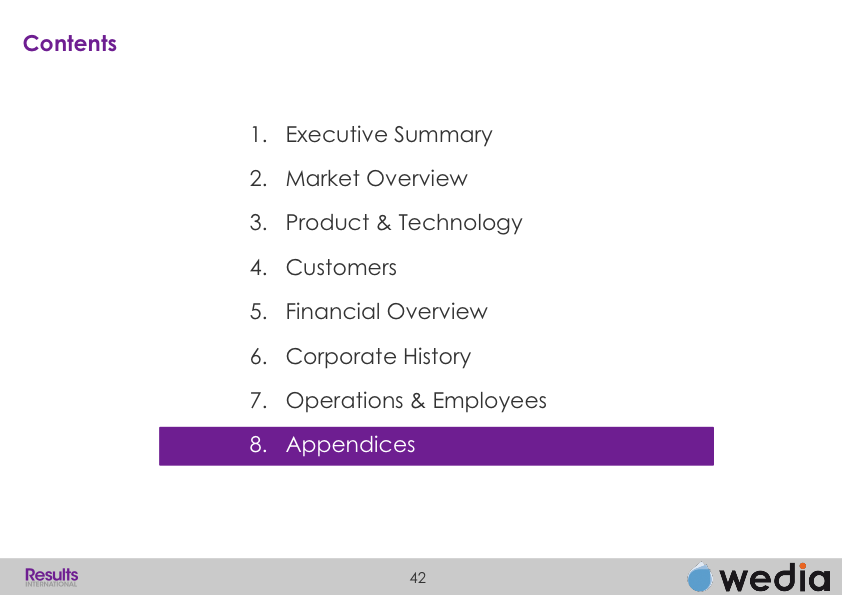 Contents
1. Executive Summary
2. Market Overview
3. Product & Technology
4. Customers
5. Financial Overview
6. Corporate History
7. Operations & Employees
8. Appendices
Results
INTERNATIONAL
42
wedia